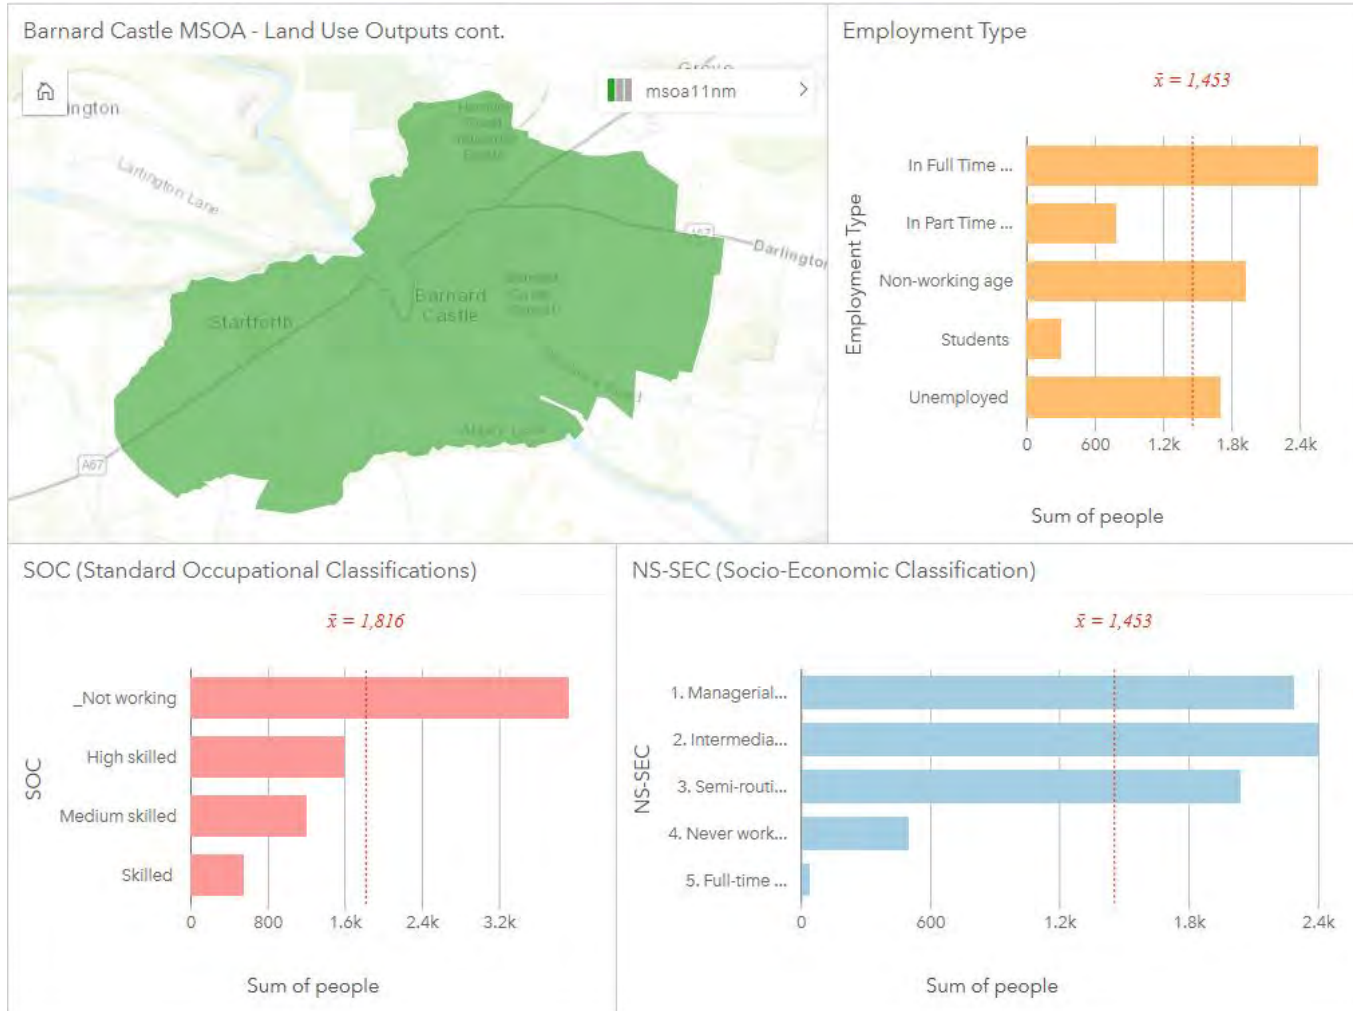 Barnard Castle MSOA - Land Use Outputs cont.
msoa11nm
ington
Lartington Lane
Startforth
Barnard
Castle
Darlington
A67
A67
Abbey Lane
Employment Type
x̄ = 1,453
Employment Type
In Full Time ...
In Part Time ...
Non-working age
Students
Unemployed
0 600 1.2k 1.8k 2.4k
Sum of people
SOC (Standard Occupational Classifications)
x̄ = 1,816
SOC
_Not working
High skilled
Medium skilled
Skilled
0 800 1.6k 2.4k 3.2k
Sum of people
NS-SEC (Socio-Economic Classification)
x̄ = 1,453
NS-SEC
1. Managerial...
2. Intermedia...
3. Semi-routi...
4. Never work...
5. Full-time ...
0 600 1.2k 1.8k 2.4k
Sum of people